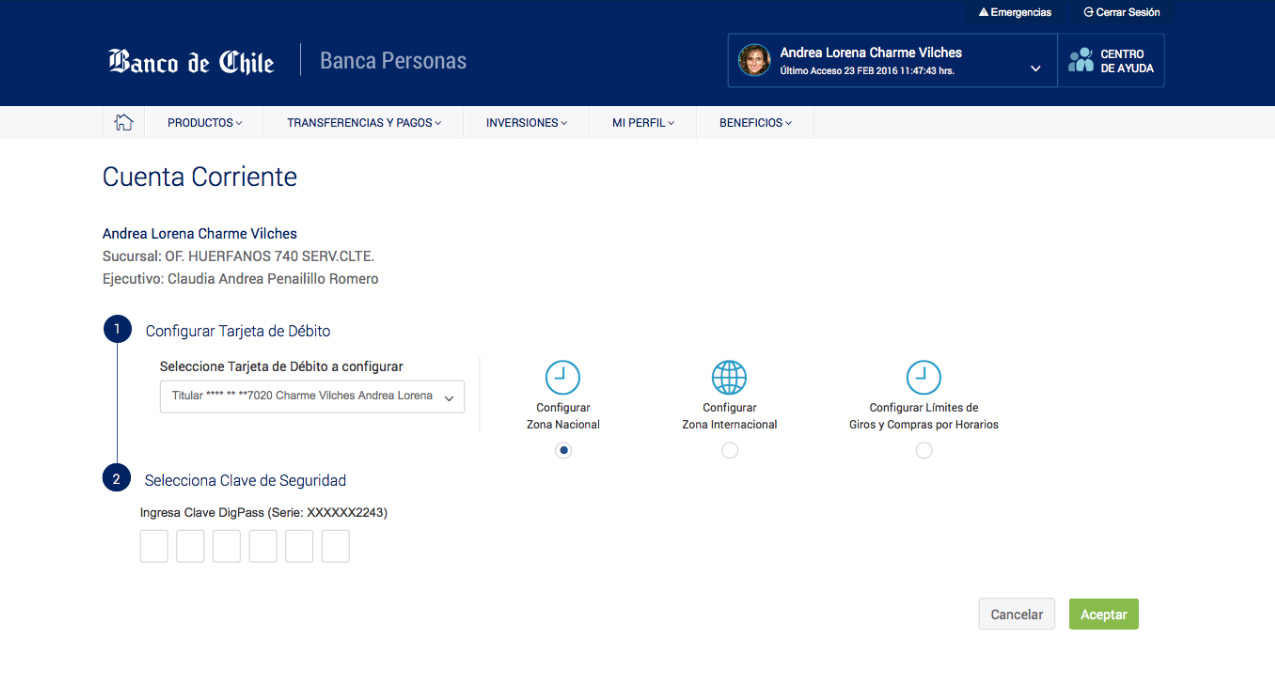 Emergencias
Cerrar Sesión
Banco de Chile
Banca Personas
Andrea Lorena Charme Vilches
Último Acceso 23 FEB 2016 11:47:43 hrs.
CENTRO
DE AYUDA
PRODUCTOS
TRANSFERENCIAS Y PAGOS
INVERSIONES
MI PERFIL
BENEFICIOS
Cuenta Corriente
Andrea Lorena Charme Vilches
Sucursal: OF. HUERFANOS 740 SERV.CLTE.
Ejecutivo: Claudia Andrea Penailillo Romero
1
Configurar Tarjeta de Débito
Seleccione Tarjeta de Débito a configurar
Titular **** ** **7020 Charme Vilches Andrea Lorena
Configurar
Zona Nacional
Configurar
Zona Internacional
Configurar Límites de
Giros y Compras por Horarios
2
Selecciona Clave de Seguridad
Ingresa Clave DigPass (Serie: XXXXXX2243)
Cancelar
Aceptar